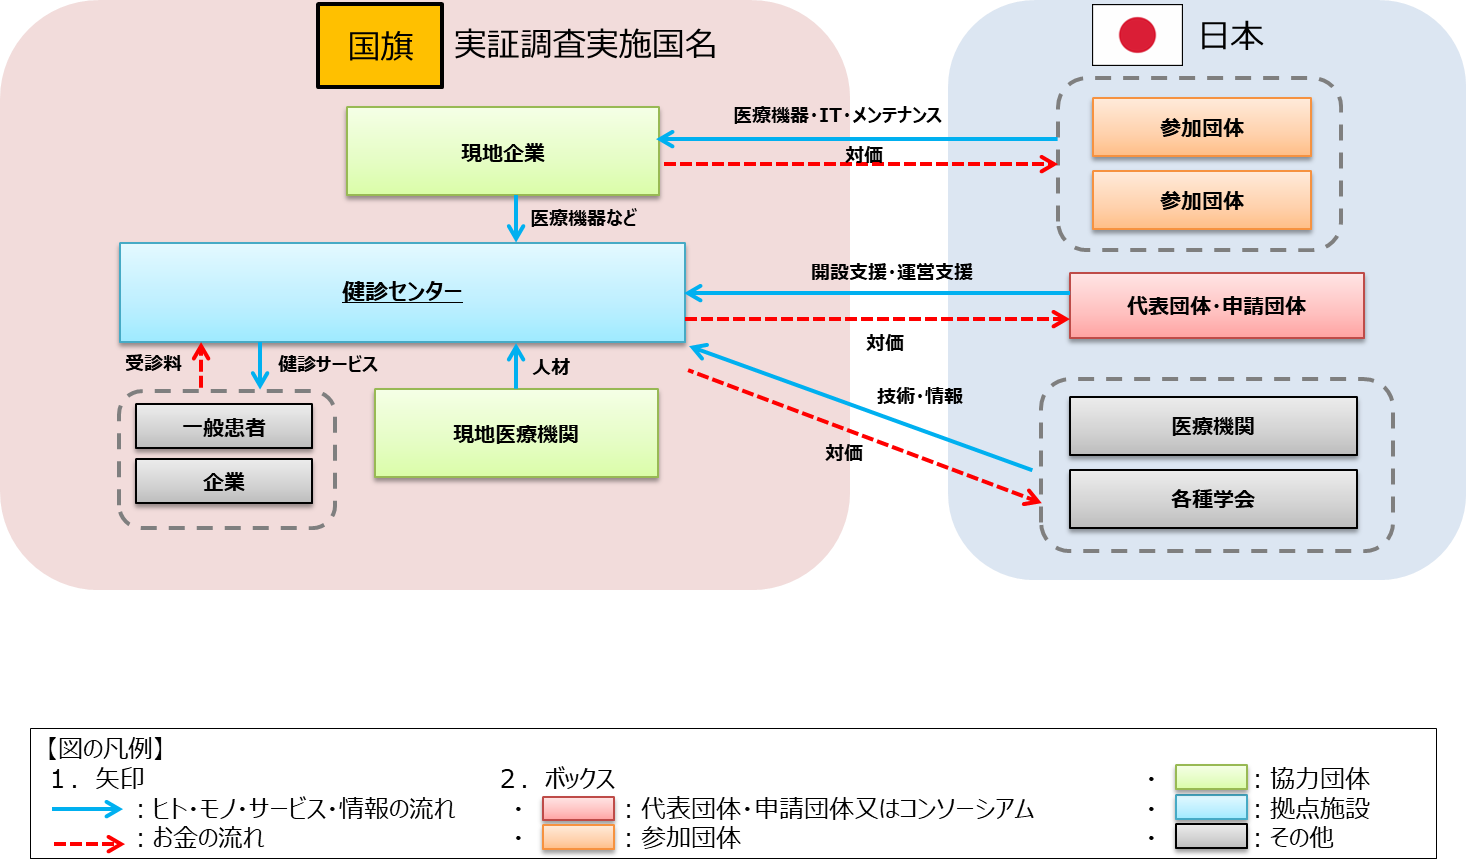 国旗
実証調査実施国名
日本
現地企業
医療機器・IT・メンテナンス
対価
参加団体
参加団体
医療機器など
健診センター
開設支援・運営支援
対価
代表団体・申請団体
受診料
健診サービス
人材
技術・情報
対価
一般患者
企業
現地医療機関
医療機関
各種学会
【図の凡例】
１．矢印
：ヒト・モノ・サービス・情報の流れ
：お金の流れ
２．ボックス
・ ：代表団体・申請団体又はコンソーシアム
・ ：参加団体
・ ：協力団体
・ ：拠点施設
・ ：その他